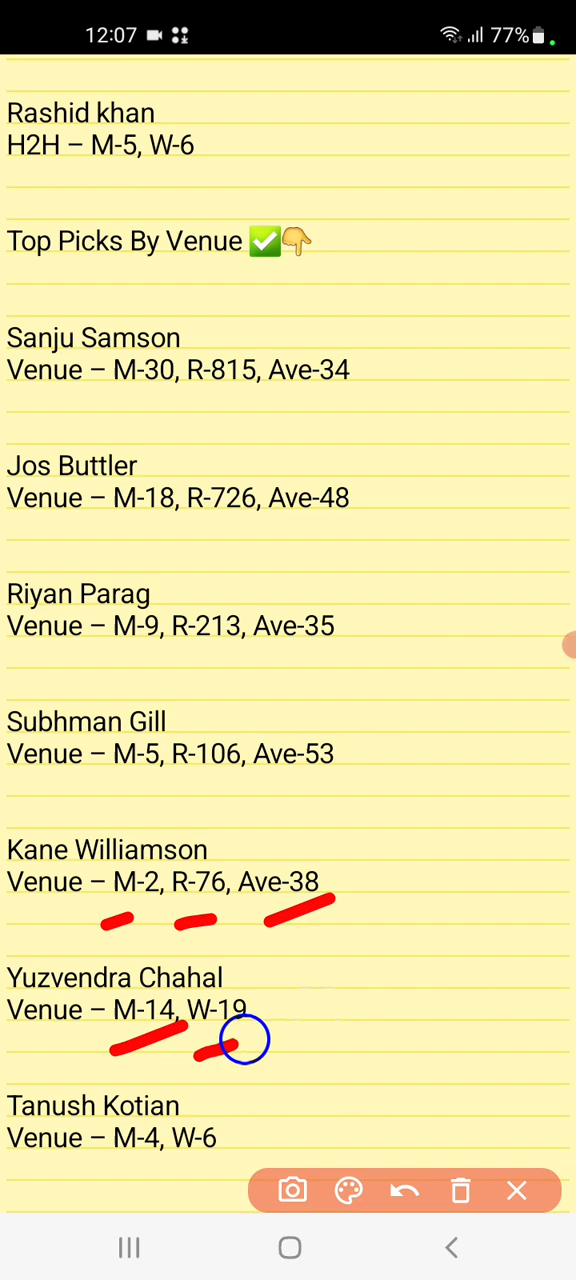 12:07 77%
Rashid khan
H2H – M-5, W-6
Top Picks By Venue ✅👇
Sanju Samson
Venue – M-30, R-815, Ave-34
Jos Buttler
Venue – M-18, R-726, Ave-48
Riyan Parag
Venue – M-9, R-213, Ave-35
Subhman Gill
Venue – M-5, R-106, Ave-53
Kane Williamson
Venue – M-2, R-76, Ave-38
Yuzvendra Chahal
Venue – M-14, W-19
Tanush Kotian
Venue – M-4, W-6